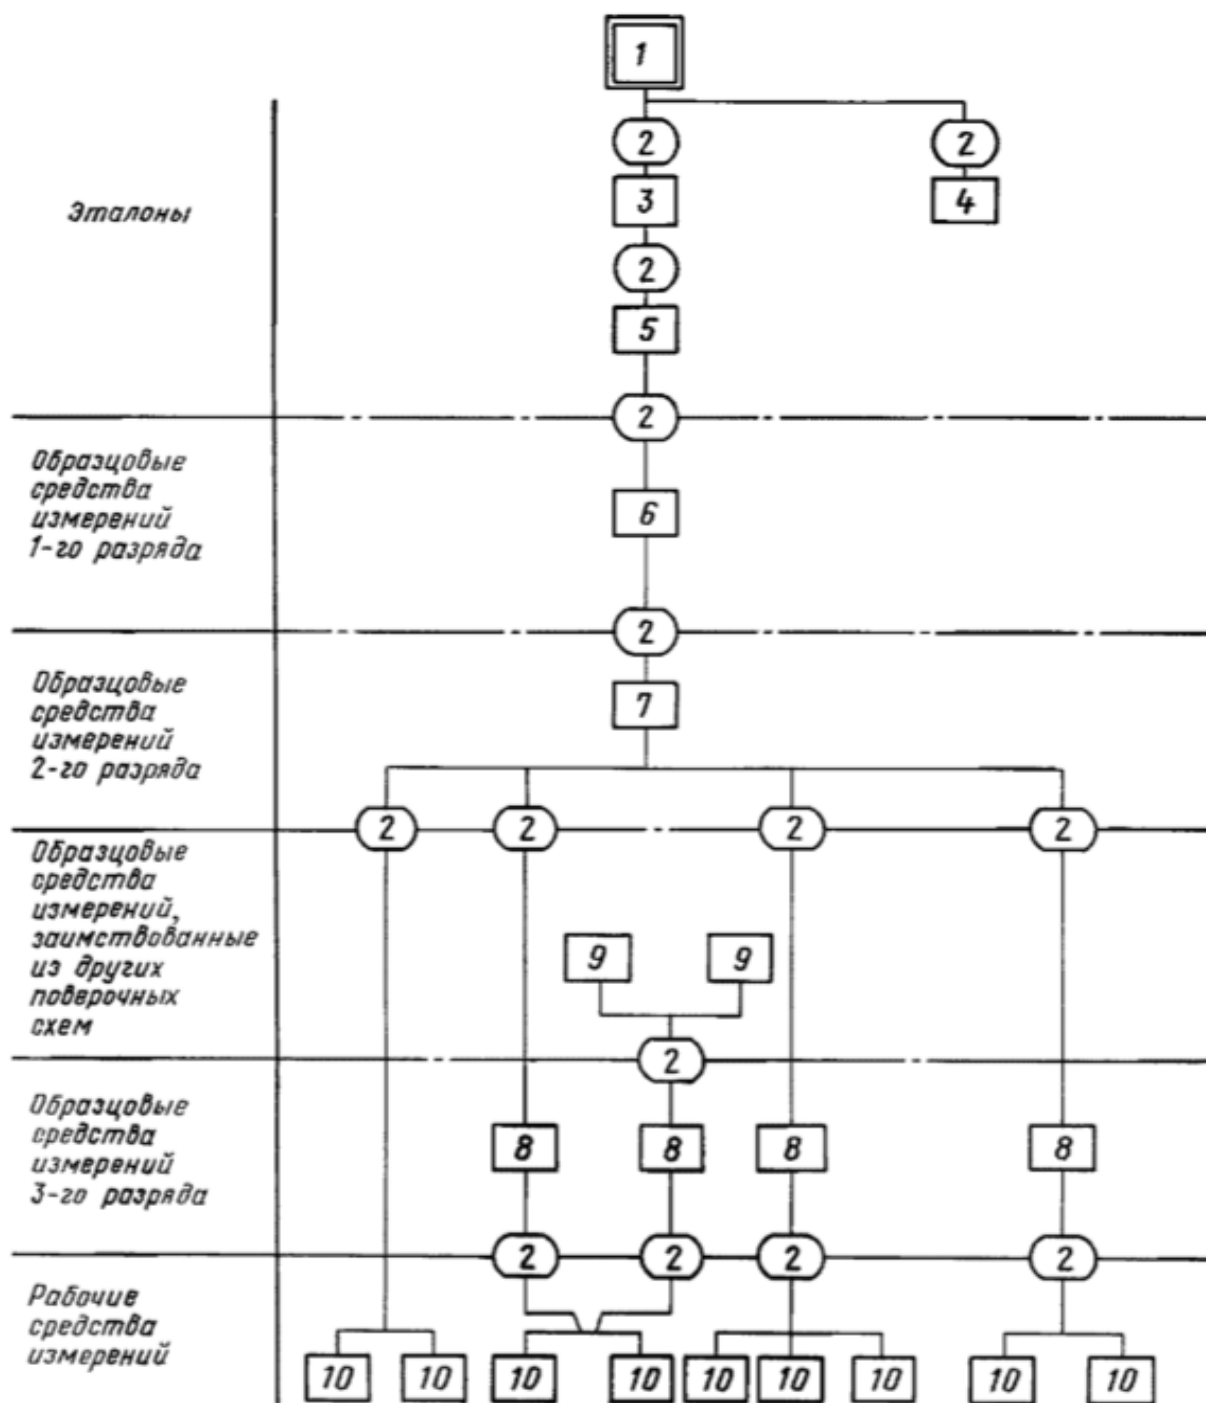 1
2 2
Эталоны
3 4
2
5
2
Образцовые
средства
измерений
1-го разряда
6
2
Образцовые
средства
измерений
2-го разряда
7
2 2 2 2
Образцовые
средства
измерений,
заимствованные
из других
поверочных
схем
9 9
2
Образцовые
средства
измерений
3-го разряда
8 8 8 8
2 2 2 2
Рабочие
средства
измерений
10 10 10 10 10 10 10 10 10